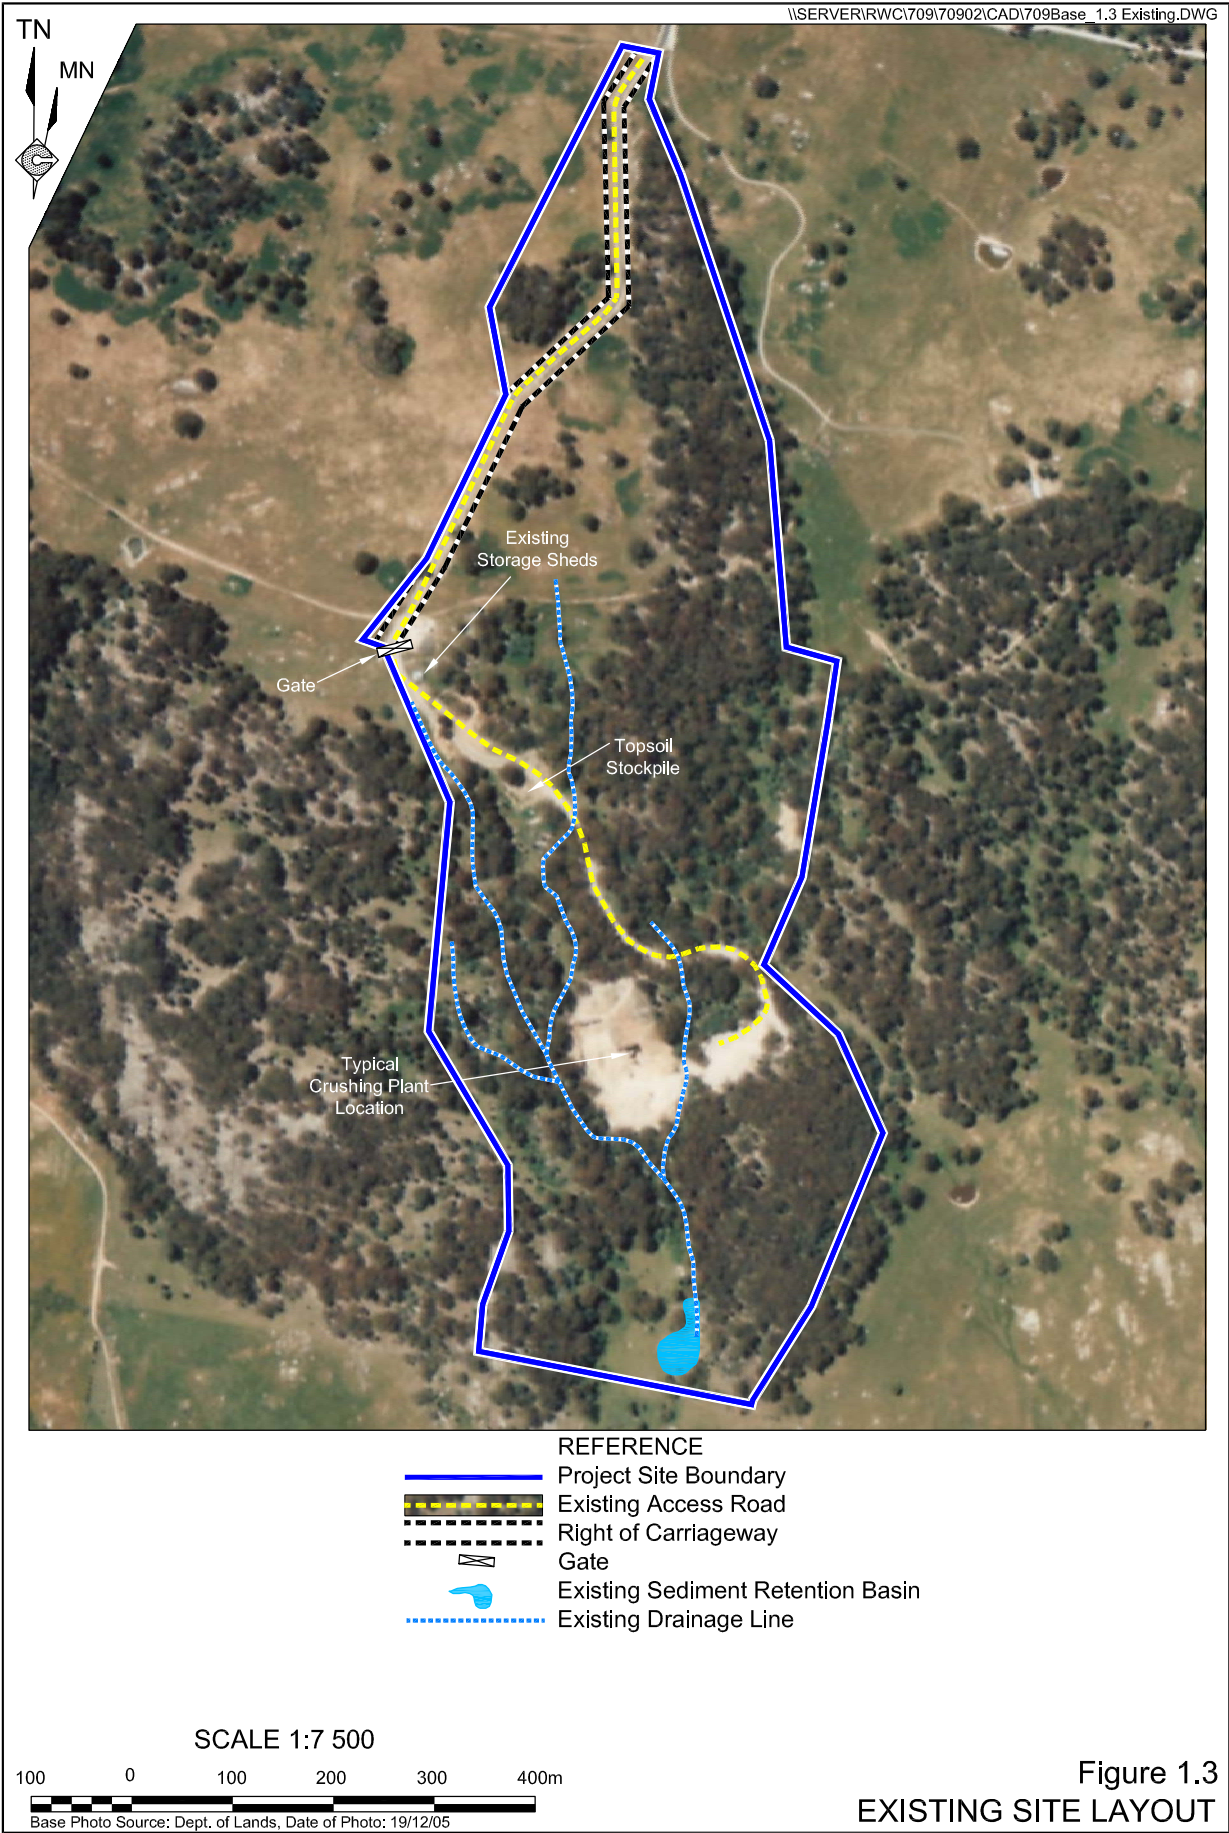 \\SERVER\RWC\709\70902\CAD\709Base_1.3 Existing.DWG
TN
MN
Existing
Storage Sheds
Gate
Topsoil
Stockpile
Typical
Crushing Plant
Location
REFERENCE
Project Site Boundary
Existing Access Road
Right of Carriageway
Gate
Existing Sediment Retention Basin
Existing Drainage Line
SCALE 1:7 500
100 0 100 200 300 400m
Base Photo Source: Dept. of Lands, Date of Photo: 19/12/05
Figure 1.3
EXISTING SITE LAYOUT